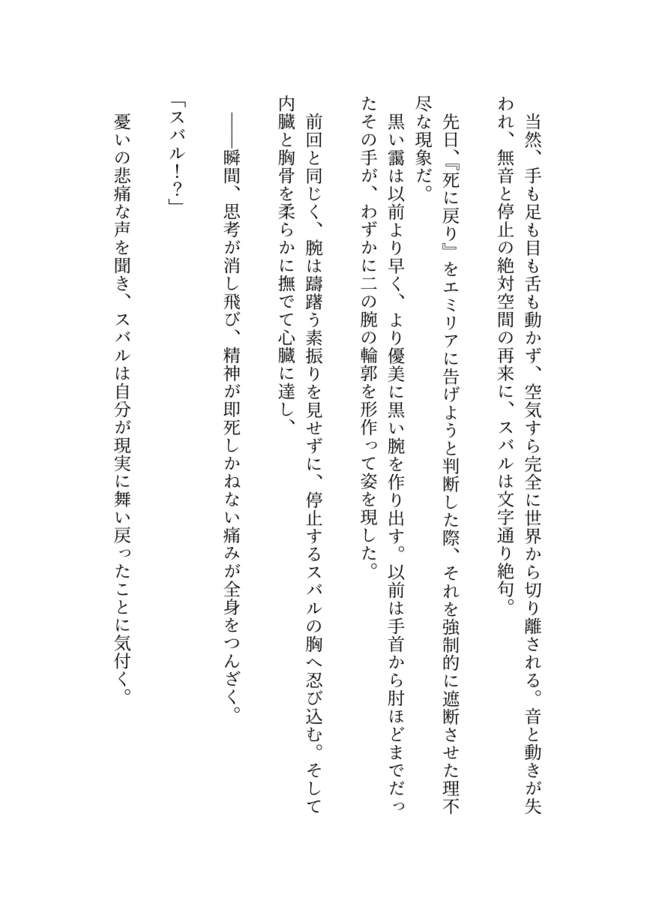 当然、手も足も目も舌も動かず、空気すら完全に世界から切り離される。音と動きが失
われ、無音と停止の絶対空間の再来に、スバルは文字通り絶句。
　先日、『死に戻り』をエミリアに告げようと判断した際、それを強制的に遮断させた理不
尽な現象だ。
　黒い靄は以前より早く、より優美に黒い腕を作り出す。以前は手首から肘ほどまでだっ
たその手が、わずかに二の腕の輪郭を形作って姿を現した。
　前回と同じく、腕は躊躇う素振りを見せずに、停止するスバルの胸へ忍び込む。そして
内臓と胸骨を柔らかに撫でて心臓に達し、
　――瞬間、思考が消し飛び、精神が即死しかねない痛みが全身をつんざく。
「スバル！？」
　憂いの悲痛な声を聞き、スバルは自分が現実に舞い戻ったことに気付く。